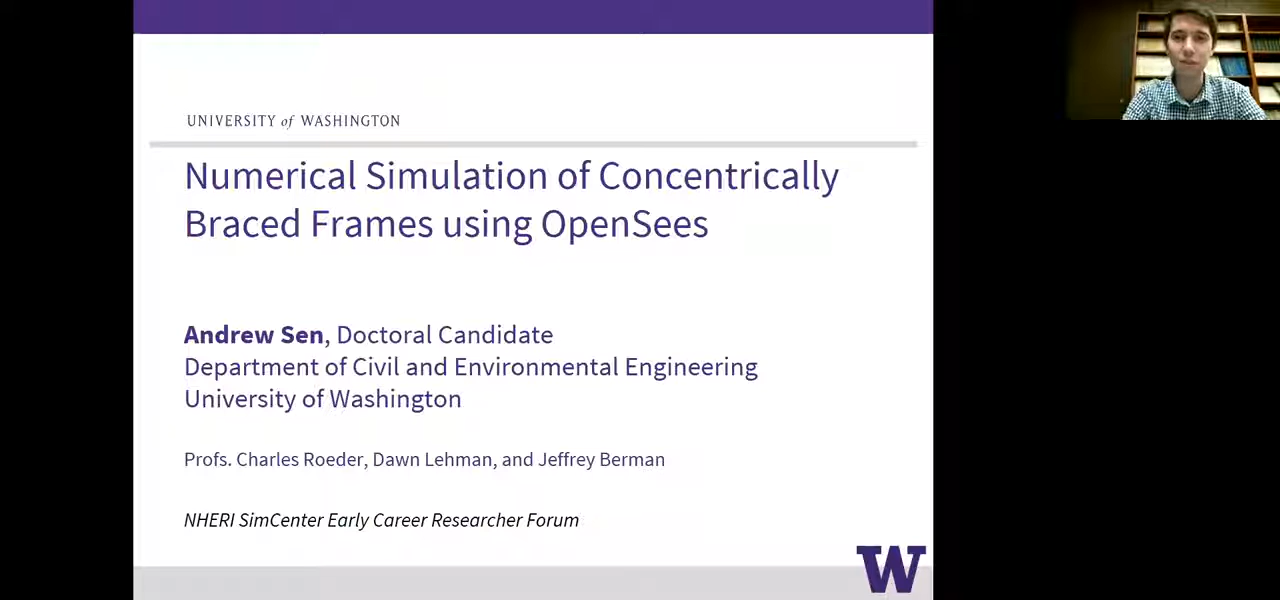 UNIVERSITY of WASHINGTON
Numerical Simulation of Concentrically
Braced Frames using OpenSees
Andrew Sen, Doctoral Candidate
Department of Civil and Environmental Engineering
University of Washington
Profs. Charles Roeder, Dawn Lehman, and Jeffrey Berman
NHERI SimCenter Early Career Researcher Forum
W